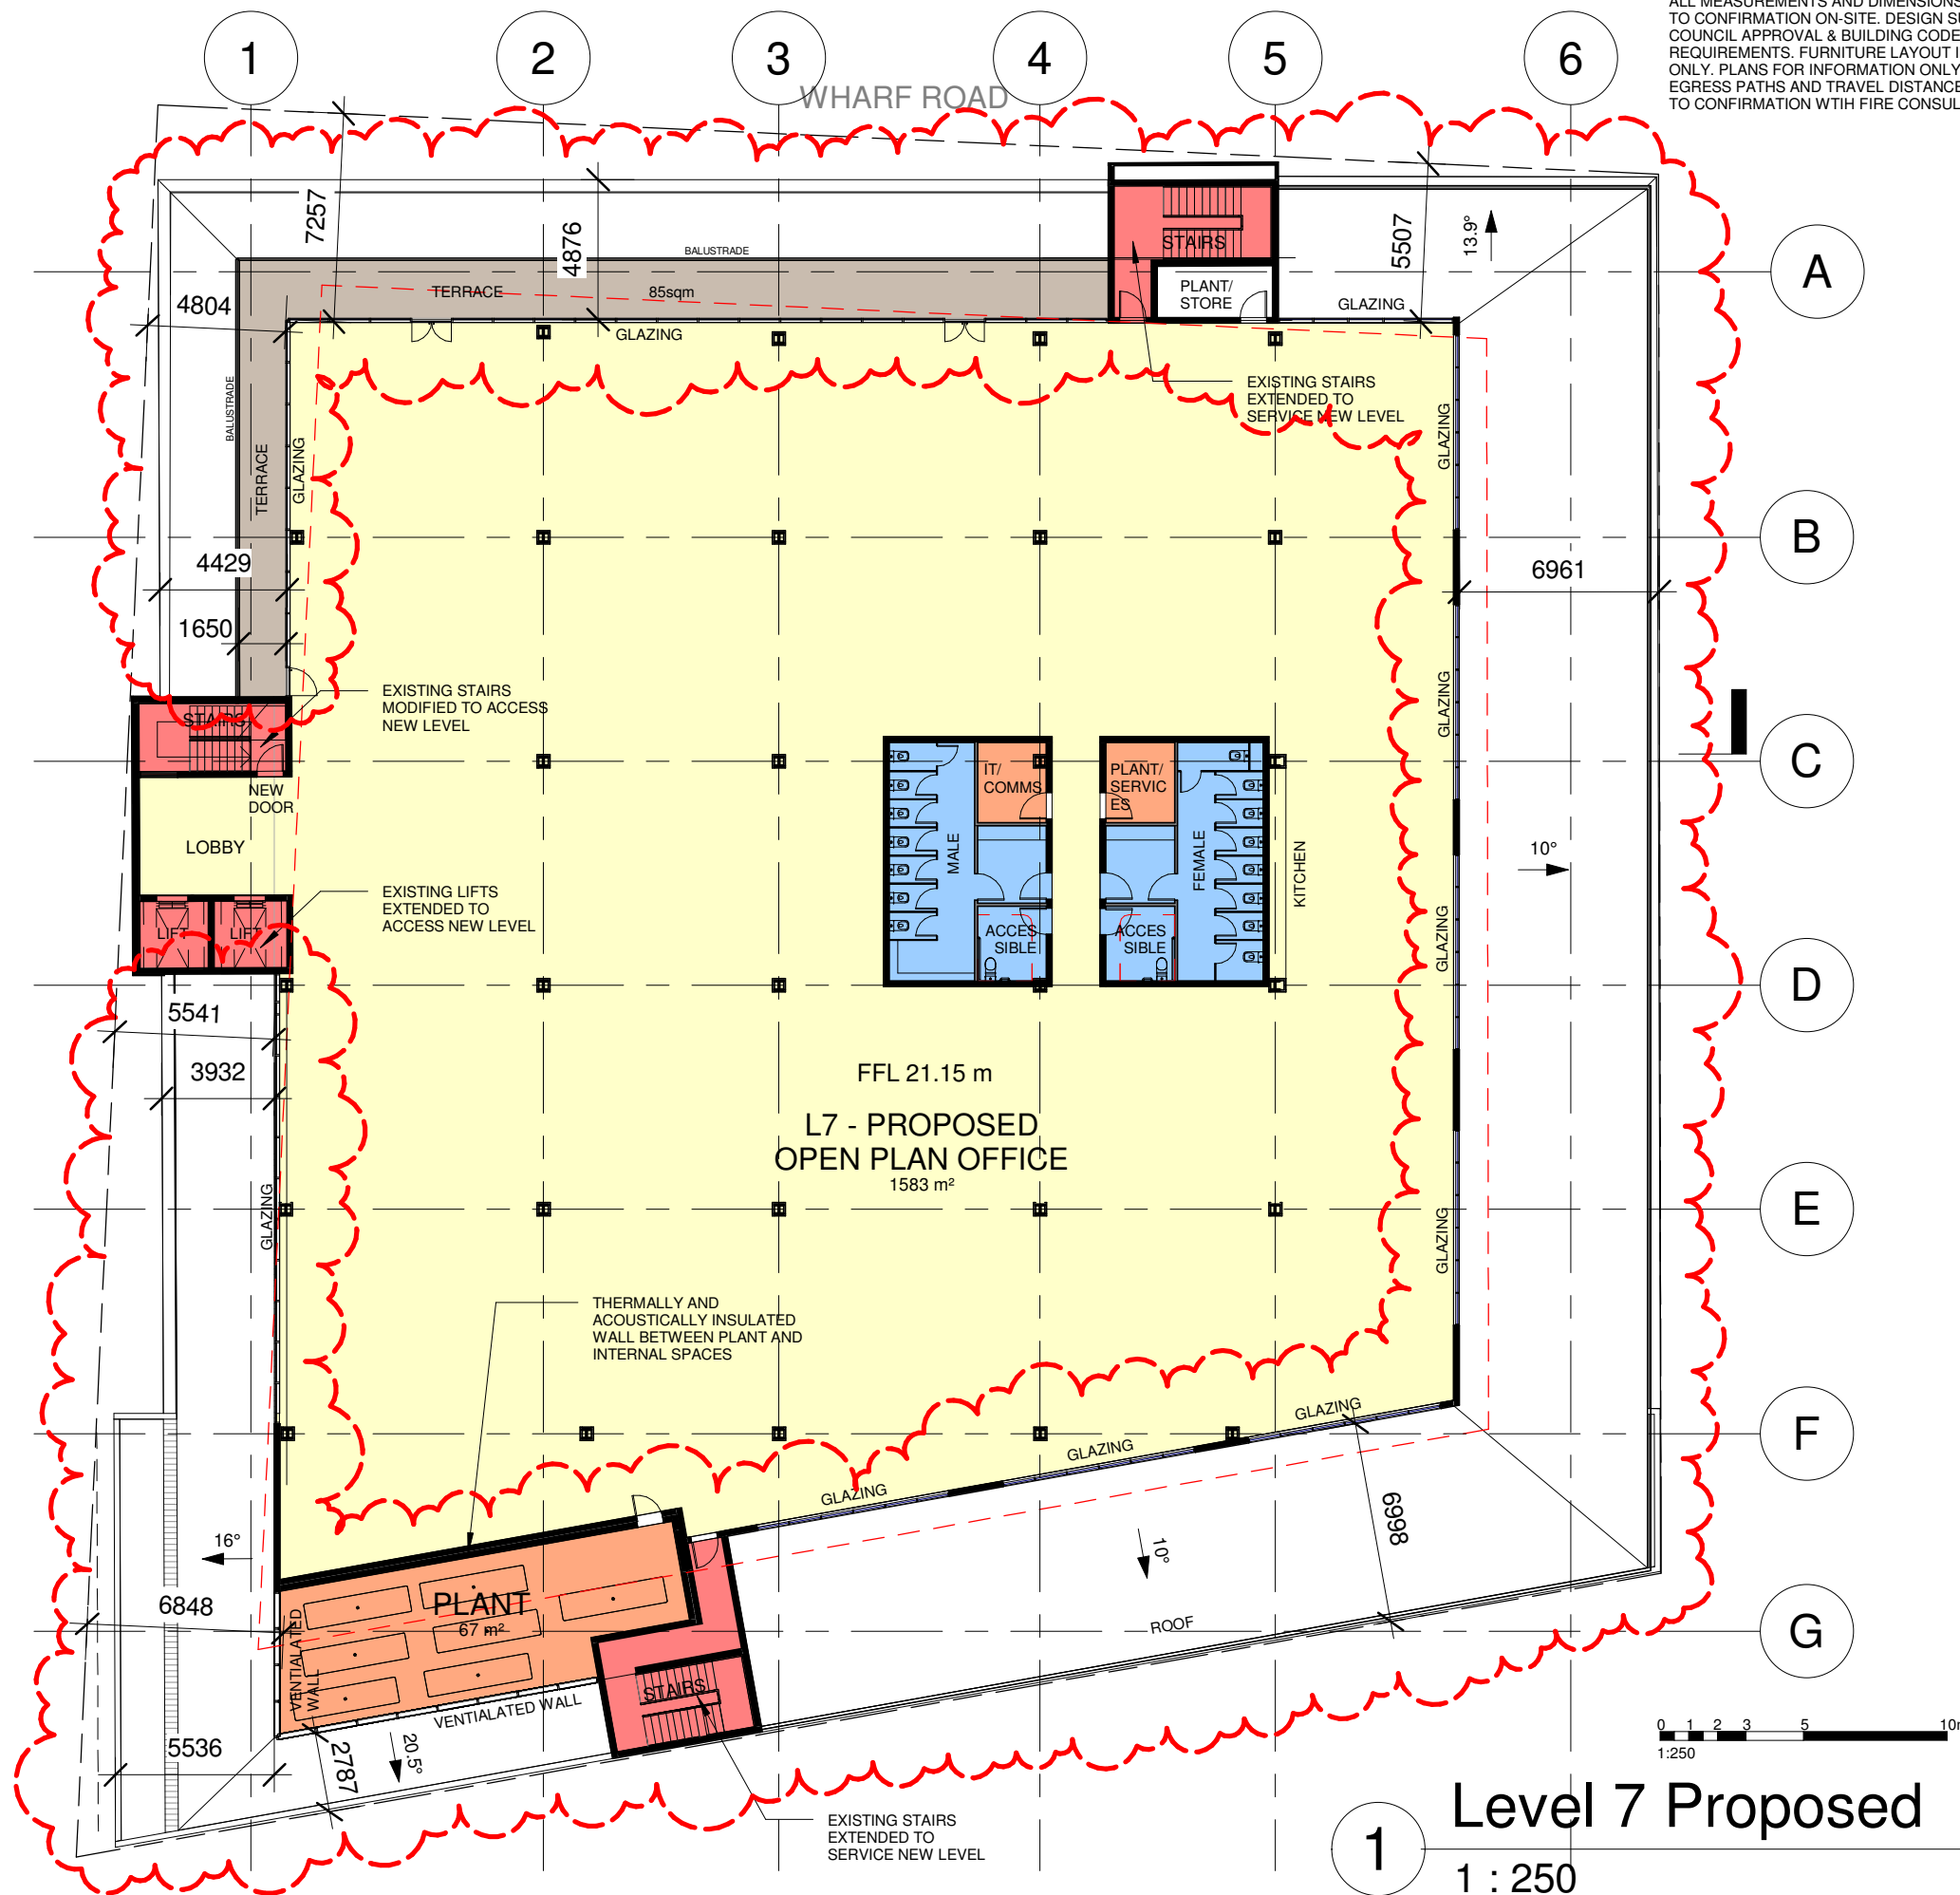 ALL MEASUREMENTS AND DIMENSIONS
TO CONFIRMATION ON-SITE. DESIGN SU
COUNCIL APPROVAL & BUILDING CODE
REQUIREMENTS. FURNITURE LAYOUT I
ONLY. PLANS FOR INFORMATION ONLY
EGRESS PATHS AND TRAVEL DISTANCE
TO CONFIRMATION WTIH FIRE CONSUL
1
2
3
4
5
6
WHARF ROAD
7257
4876
5507
13.9°
STAIRS
BALUSTRADE
A
TERRACE
85sqm
PLANT/
STORE
GLAZING
4804
GLAZING
BALUSTRADE
TERRACE
GLAZING
EXISTING STAIRS
EXTENDED TO
SERVICE NEW LEVEL
GLAZING
B
4429
6961
1650
EXISTING STAIRS
MODIFIED TO ACCESS
NEW LEVEL
STAIRS
GLAZING
C
NEW
DOOR
IT/
COMMS
PLANT/
SERVIC
ES
LOBBY
MALE
FEMALE
KITCHEN
10°
EXISTING LIFTS
EXTENDED TO
ACCESS NEW LEVEL
LIFT
LIFT
ACCES
SIBLE
ACCES
SIBLE
GLAZING
D
5541
3932
FFL 21.15 m
L7 - PROPOSED
OPEN PLAN OFFICE
1583 m²
GLAZING
GLAZING
E
THERMALLY AND
ACOUSTICALLY INSULATED
WALL BETWEEN PLANT AND
INTERNAL SPACES
GLAZING
GLAZING
GLAZING
F
6998
16°
10°
6848
PLANT
67 m²
VENTIALATED
WALL
ROOF
G
STAIRS
VENTIALATED WALL
20.5°
5536
2787
0 1 2 3 5 10m
1:250
EXISTING STAIRS
EXTENDED TO
SERVICE NEW LEVEL
1
Level 7 Proposed
1 : 250